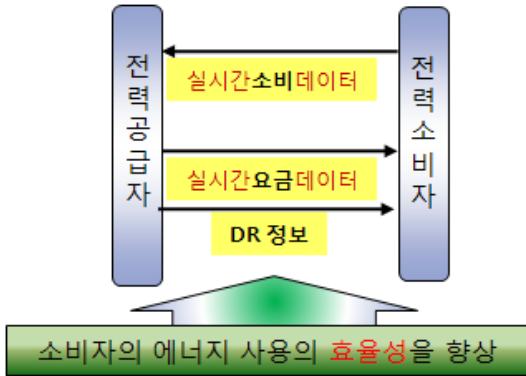 전력공급자
전력소비자
실시간소비데이터
실시간요금데이터
DR 정보
소비자의 에너지 사용의 효율성을 향상